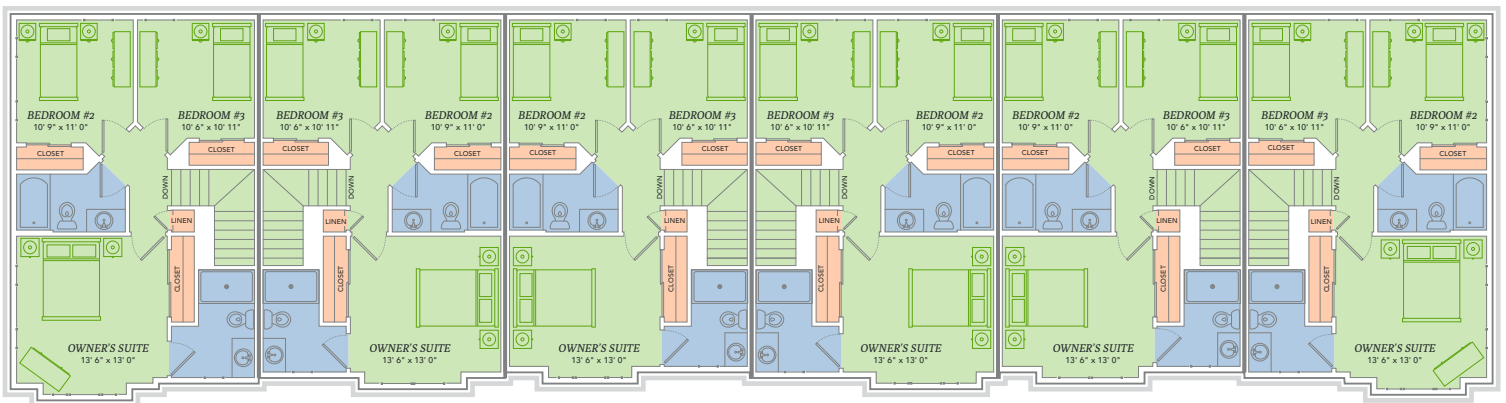 BEDROOM #2
10' 9" x 11' 0"
BEDROOM #3
10' 6" x 10' 11"
BEDROOM #3
10' 6" x 10' 11"
BEDROOM #2
10' 9" x 11' 0"
BEDROOM #2
10' 9" x 11' 0"
BEDROOM #3
10' 6" x 10' 11"
BEDROOM #3
10' 6" x 10' 11"
BEDROOM #2
10' 9" x 11' 0"
BEDROOM #2
10' 9" x 11' 0"
BEDROOM #3
10' 6" x 10' 11"
BEDROOM #3
10' 6" x 10' 11"
BEDROOM #2
10' 9" x 11' 0"
CLOSET
CLOSET
CLOSET
CLOSET
CLOSET
CLOSET
CLOSET
CLOSET
CLOSET
CLOSET
CLOSET
CLOSET
DOWN
DOWN
DOWN
DOWN
DOWN
DOWN
LINEN
LINEN
LINEN
LINEN
LINEN
LINEN
CLOSET
CLOSET
CLOSET
CLOSET
CLOSET
CLOSET
OWNER'S SUITE
13' 6" x 13' 0"
OWNER'S SUITE
13' 6" x 13' 0"
OWNER'S SUITE
13' 6" x 13' 0"
OWNER'S SUITE
13' 6" x 13' 0"
OWNER'S SUITE
13' 6" x 13' 0"
OWNER'S SUITE
13' 6" x 13' 0"